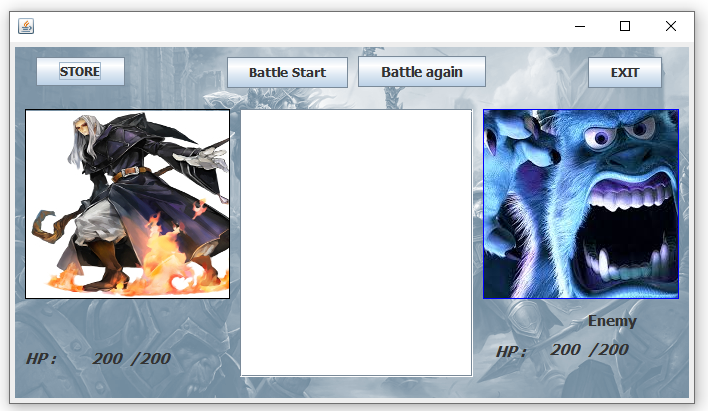 STORE
Battle Start
Battle again
EXIT
Enemy
HP : 200 /200
HP : 200 /200